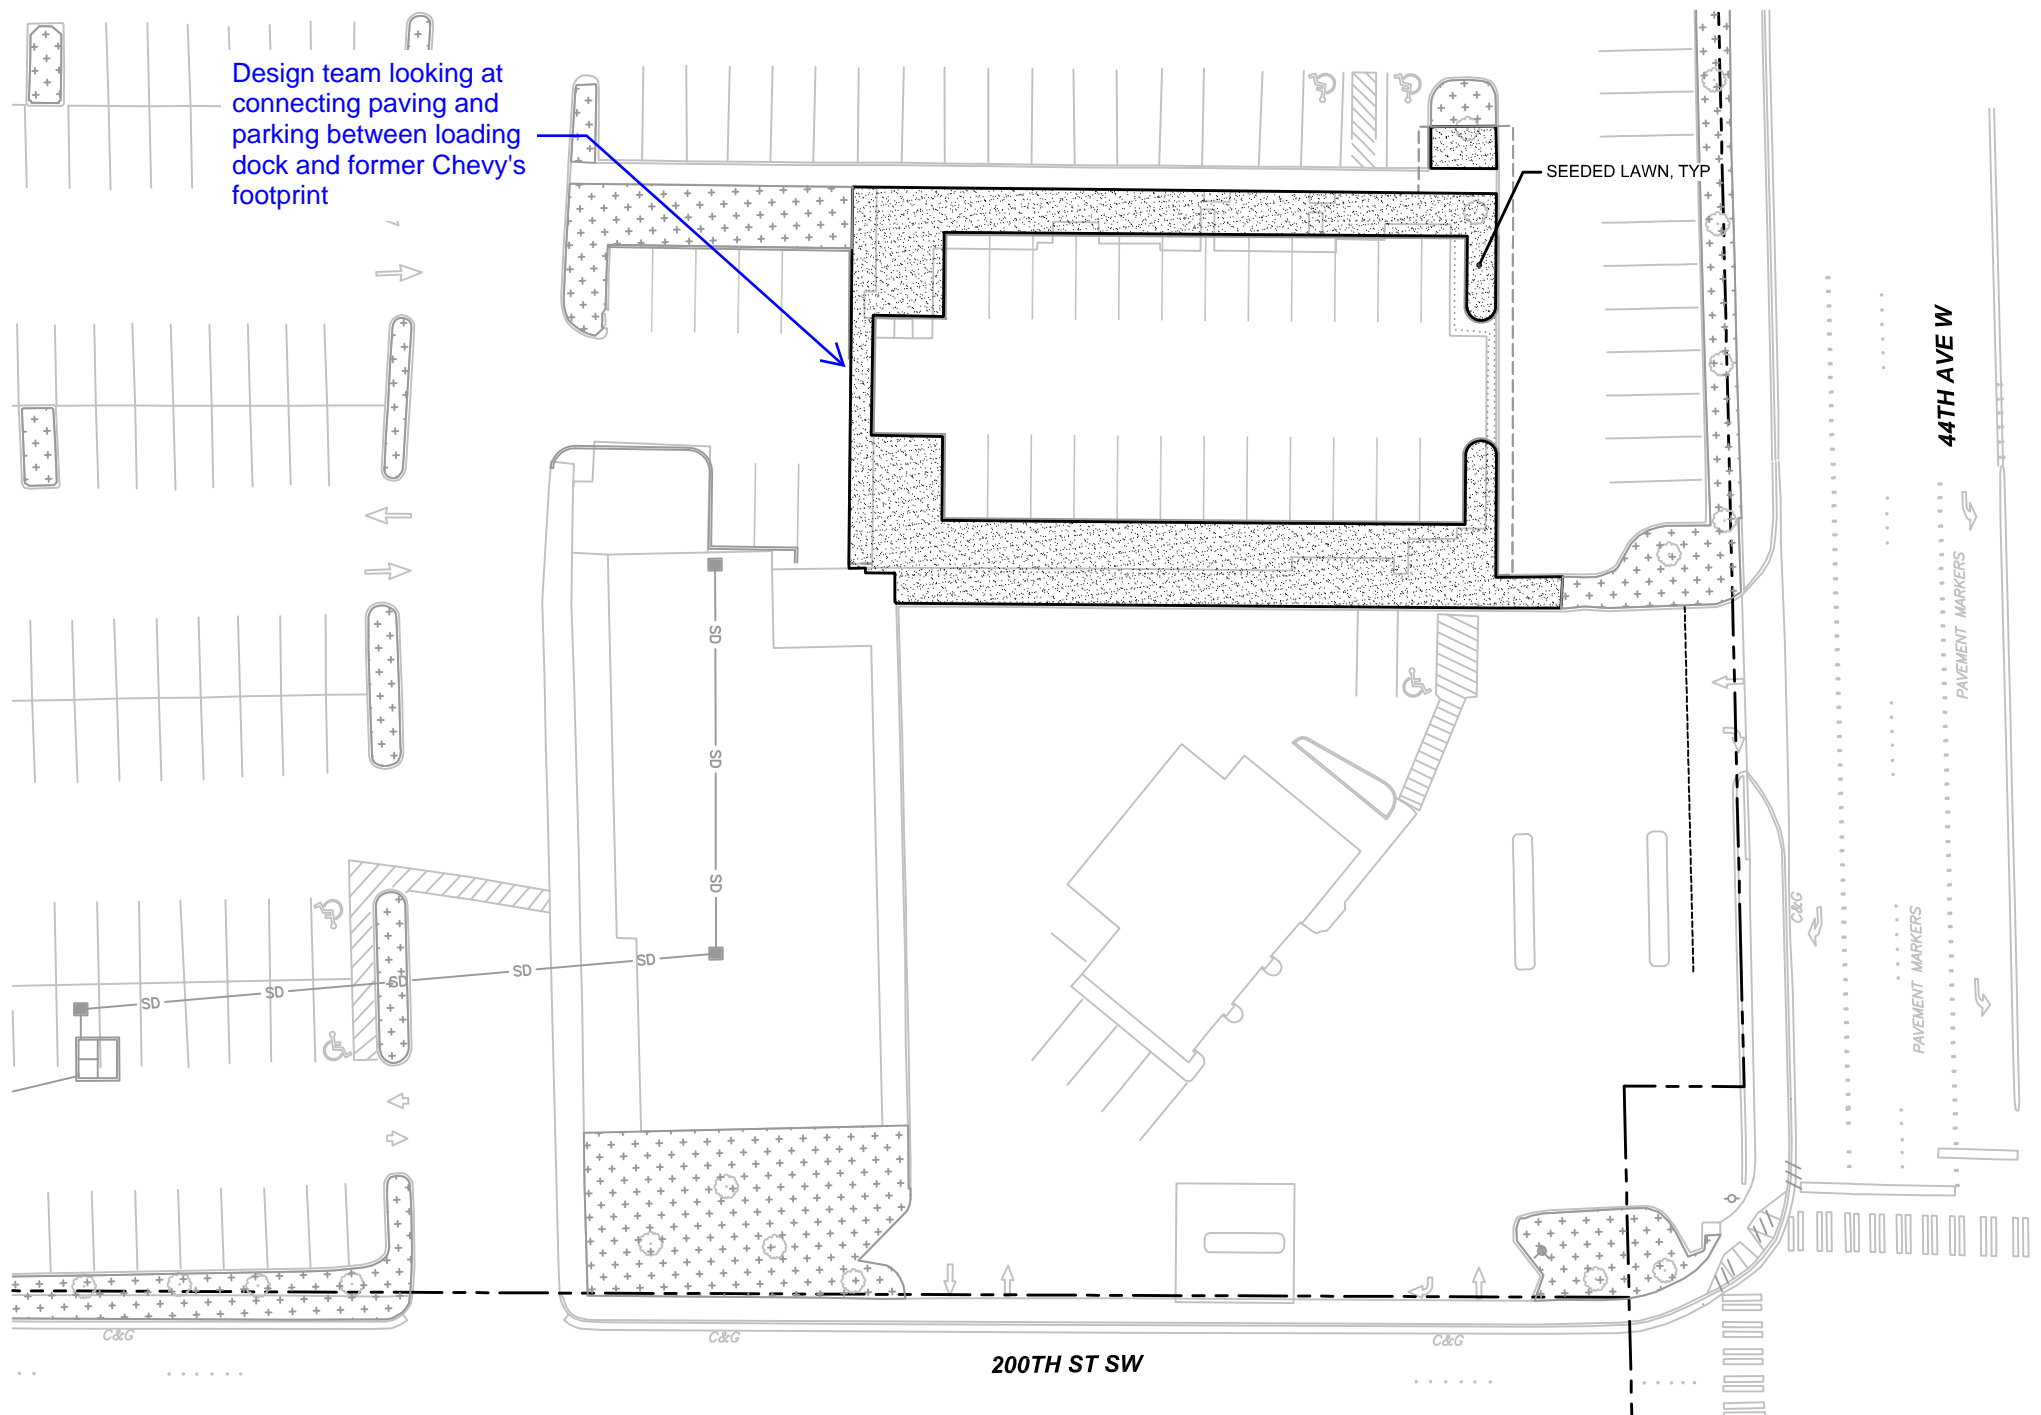 Design team looking at
connecting paving and
parking between loading
dock and former Chevy's
footprint
SEEDED LAWN, TYP
44TH AVE W
PAVEMENT MARKERS
SD
SD
SD
C&G
PAVEMENT MARKERS
SD
SD
SD
SD
SD
C&G
C&G
C&G
200TH ST SW